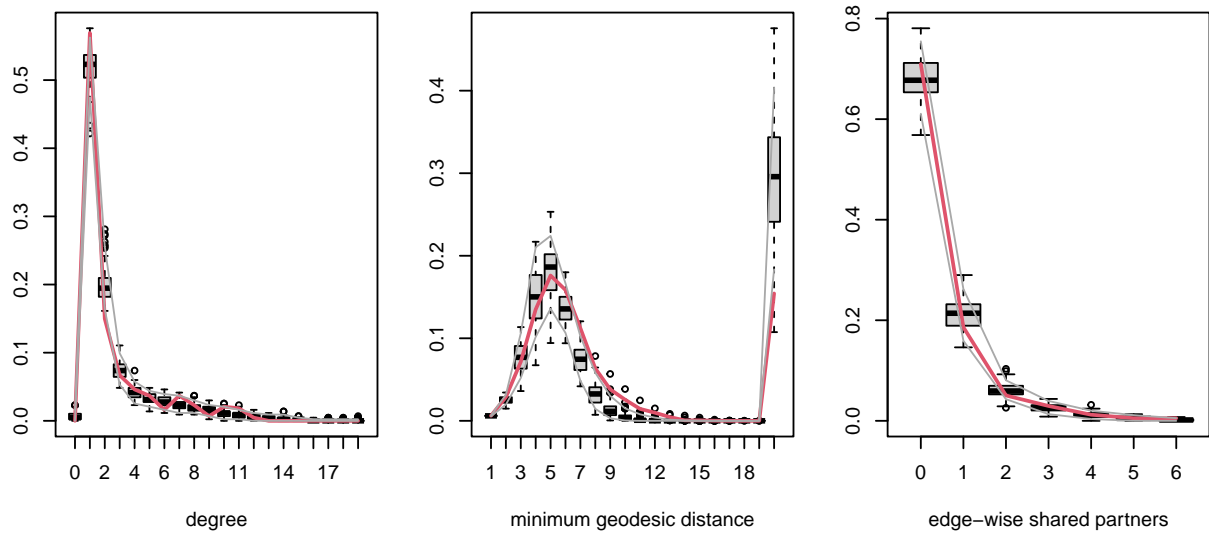 0.0 0.1 0.2 0.3 0.4 0.5
0 2 4 6 8 11 14 17
degree
0.0 0.1 0.2 0.3 0.4
1 3 5 7 9 12 15 18
minimum geodesic distance
0.0 0.2 0.4 0.6 0.8
0 1 2 3 4 5 6
edge−wise shared partners